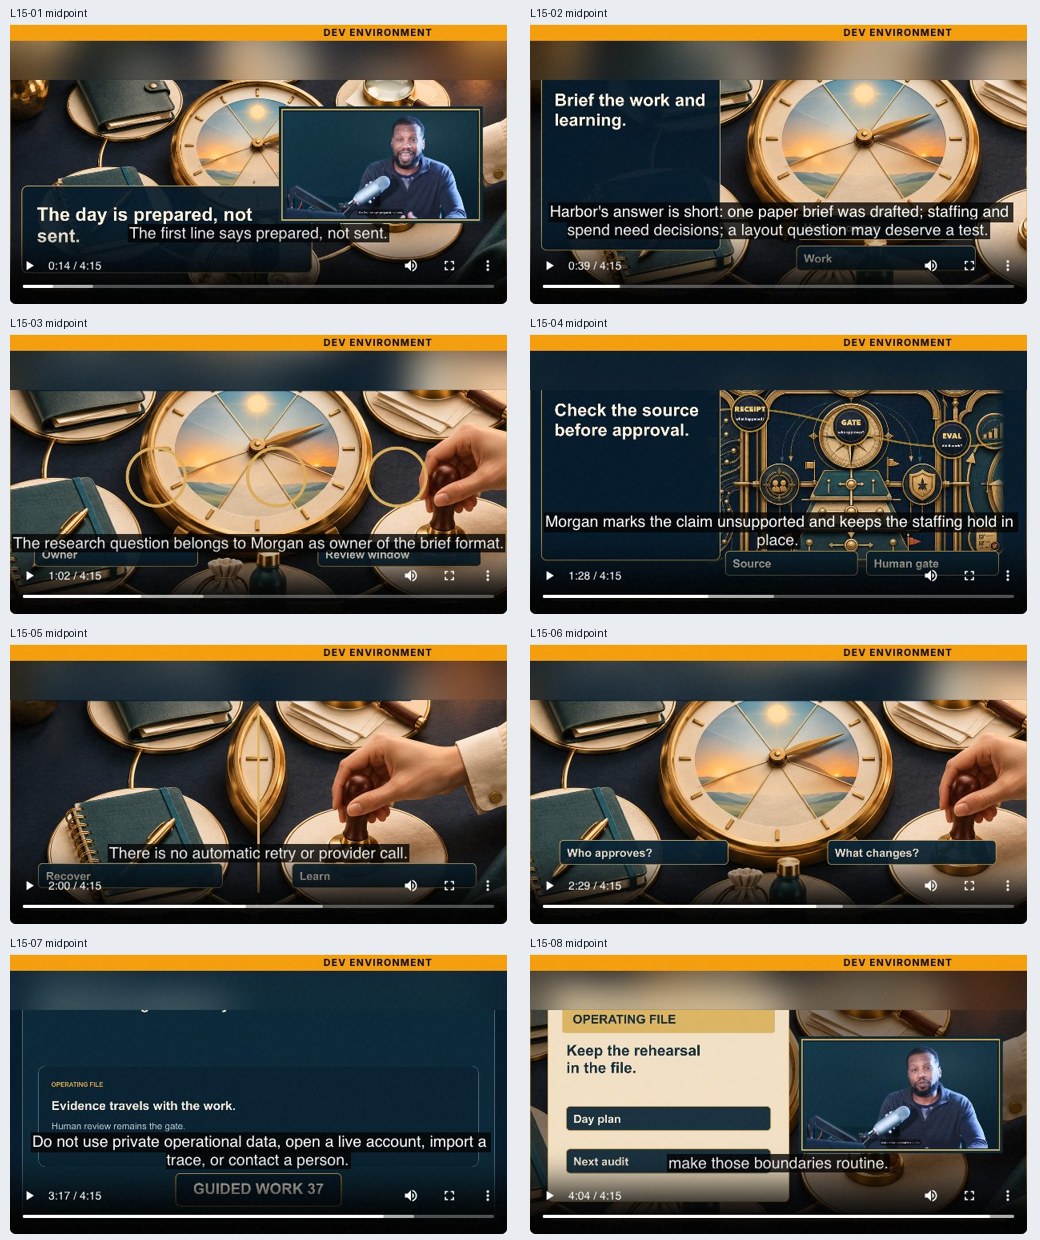 L15-01 midpoint
DEV ENVIRONMENT
The day is prepared, not
sent.
The first line says prepared, not sent.
0:14 / 4:15
L15-02 midpoint
DEV ENVIRONMENT
Brief the work and
learning.
Harbor's answer is short: one paper brief was drafted; staffing and
spend need decisions; a layout question may deserve a test.
Work
0:39 / 4:15
L15-03 midpoint
DEV ENVIRONMENT
The research question belongs to Morgan as owner of the brief format.
Owner
Review window
1:02 / 4:15
L15-04 midpoint
DEV ENVIRONMENT
Check the source
before approval.
RECEIPT
GATE
EVAL
Morgan marks the claim unsupported and keeps the staffing hold in
place.
Source
Human gate
1:28 / 4:15
L15-05 midpoint
DEV ENVIRONMENT
There is no automatic retry or provider call.
Recover
Learn
2:00 / 4:15
L15-06 midpoint
DEV ENVIRONMENT
Who approves?
What changes?
2:29 / 4:15
L15-07 midpoint
DEV ENVIRONMENT
OPERATING FILE
Evidence travels with the work.
Human review remains the gate.
Do not use private operational data, open a live account, import a
trace, or contact a person.
GUIDED WORK 37
3:17 / 4:15
L15-08 midpoint
DEV ENVIRONMENT
OPERATING FILE
Keep the rehearsal
in the file.
Day plan
Next audit
make those boundaries routine.
4:04 / 4:15